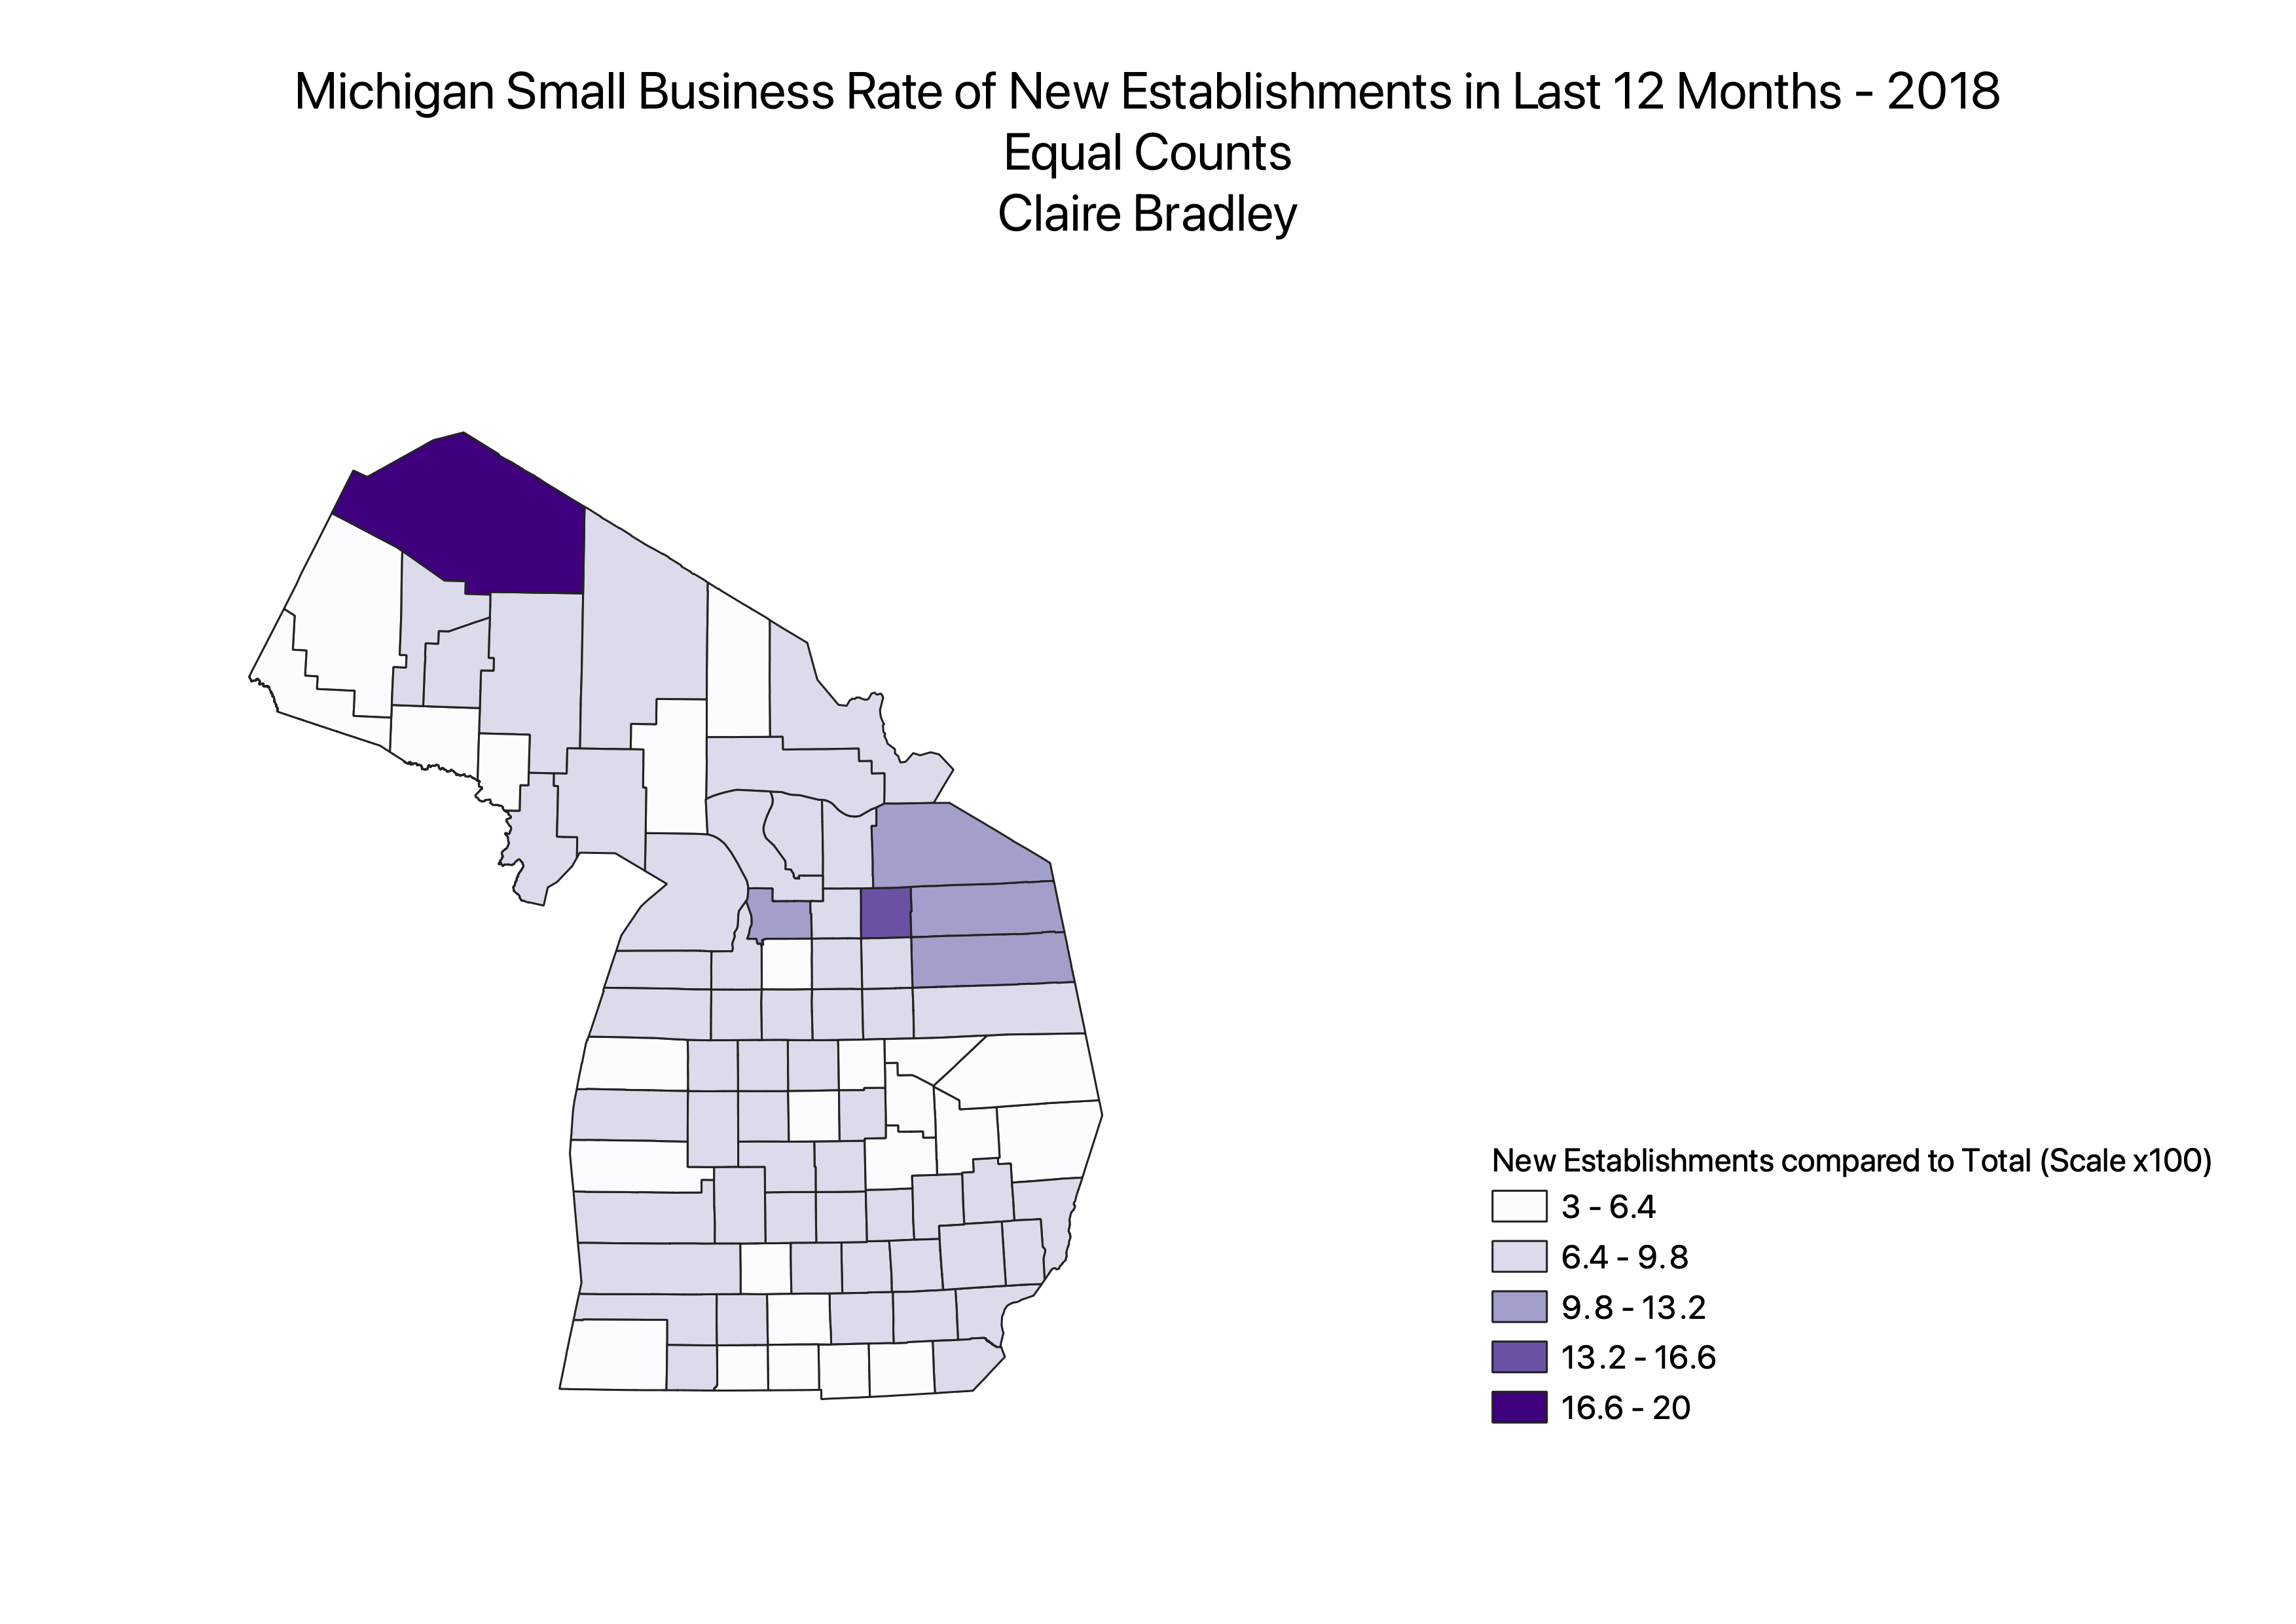 Michigan Small Business Rate of New Establishments in Last 12 Months - 2018
Equal Counts
Claire Bradley
New Establishments compared to Total (Scale x100)
3 - 6.4
6.4 - 9.8
9.8 - 13.2
13.2 - 16.6
16.6 - 20